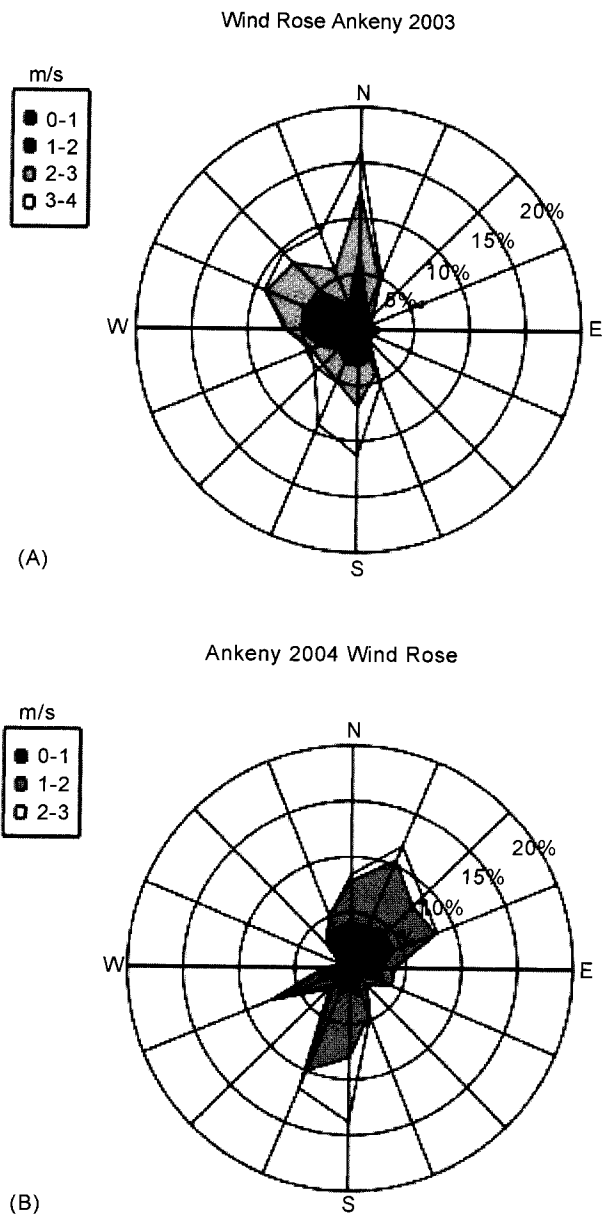 Wind Rose Ankeny 2003
m/s
0-1
1-2
2-3
3-4
N
20%
15%
10%
5%
W
E
S
(A)
Ankeny 2004 Wind Rose
m/s
0-1
1-2
2-3
N
20%
15%
10%
W
E
S
(B)